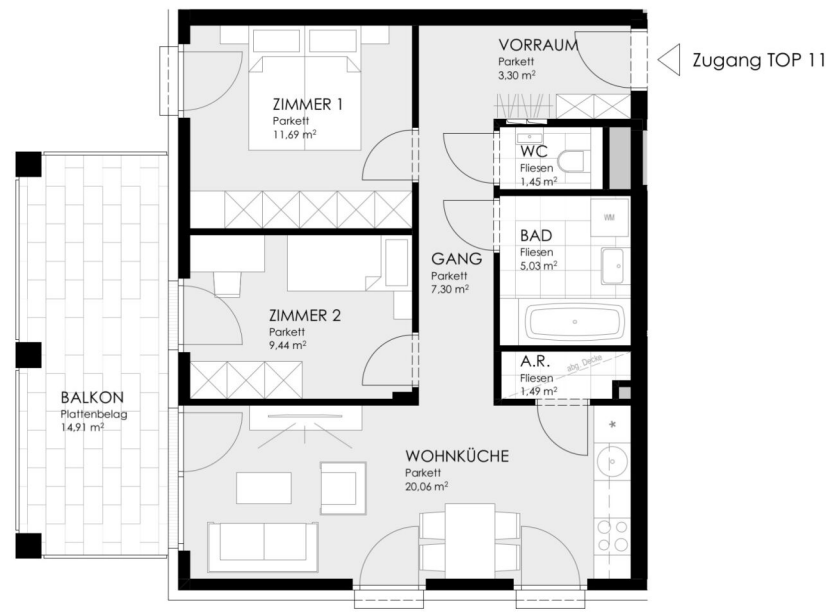 VORRAUM
Parkett
3,30 m²
Zugang TOP 11
ZIMMER 1
Parkett
11,69 m²
WC
Fliesen
1,45 m²
WM
BAD
Fliesen
5,03 m²
GANG
Parkett
7,30 m²
ZIMMER 2
Parkett
9,44 m²
A.R.
Fliesen
1,49 m²
abg. Decke
BALKON
Plattenbelag
14,91 m²
WOHNKÜCHE
Parkett
20,06 m²